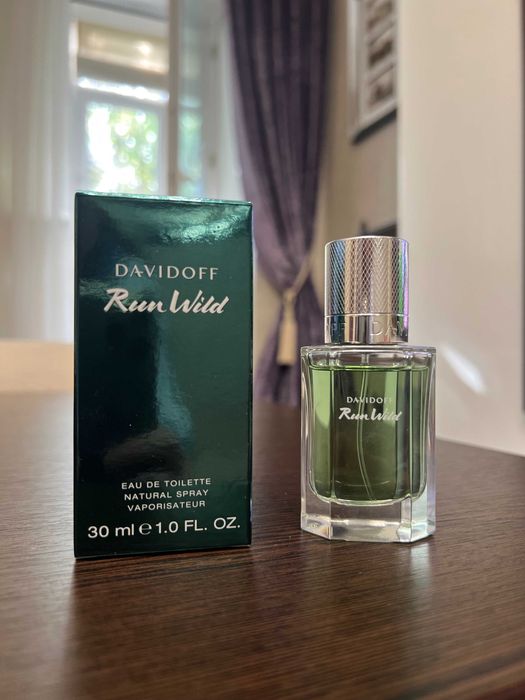 DAVIDOFF
Run Wild
EAU DE TOILETTE
NATURAL SPRAY
VAPORISATEUR
30 ml e 1.0 FL. OZ.
DAVIDOFF
Run Wild